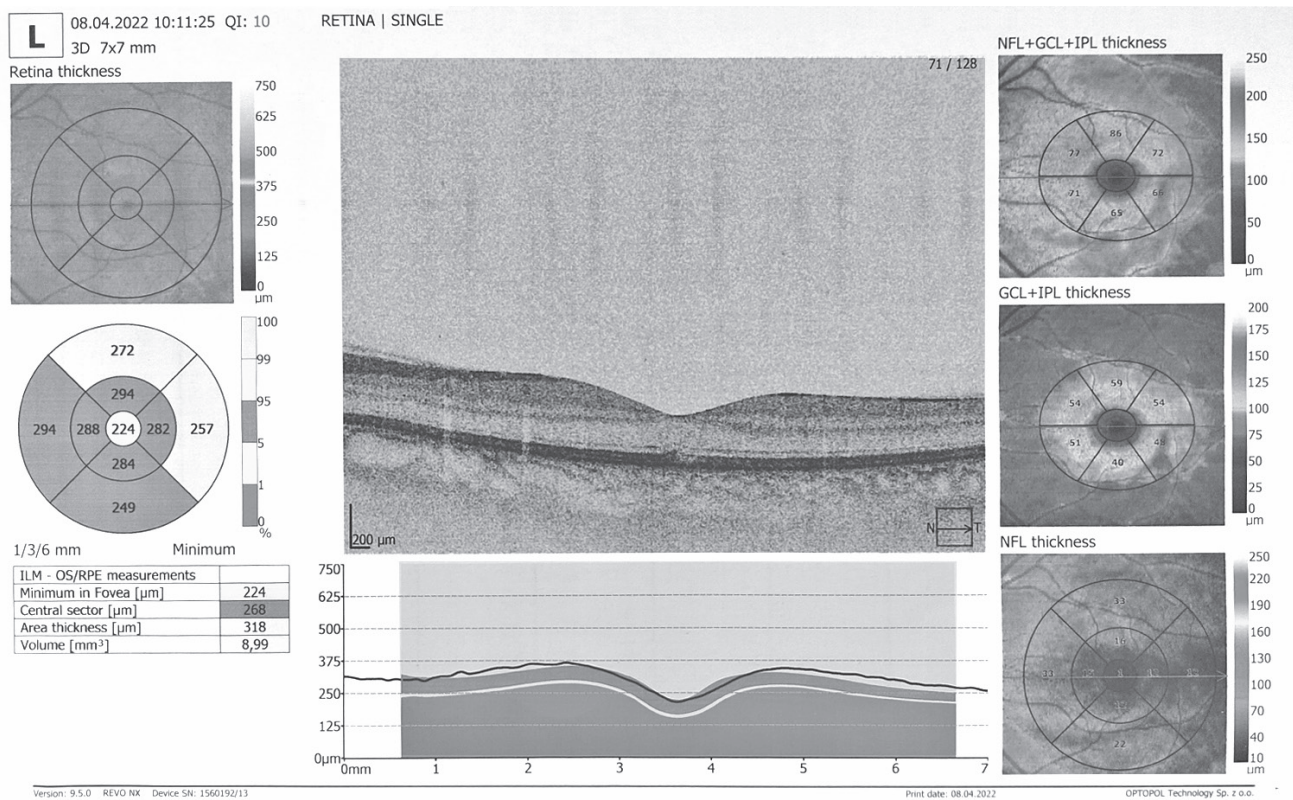 L
08.04.2022 10:11:25 QI: 10
3D 7x7 mm
RETINA | SINGLE
Retina thickness
750
625
500
375
250
125
0
µm
100
99
95
5
1
0
%
272
294
294
288
224
282
257
284
249
1/3/6 mm
Minimum
ILM - OS/RPE measurements
Minimum in Fovea [µm] 224
Central sector [µm] 268
Area thickness [µm] 318
Volume [mm³] 8,99
71 / 128
200 µm
N T
750
625
500
375
250
125
0µm
0mm 1 2 3 4 5 6 7
NFL+GCL+IPL thickness
250
200
150
100
50
0
µm
86
77
72
71
66
65
GCL+IPL thickness
200
175
150
125
100
75
50
25
0
µm
59
54
54
51
40
NFL thickness
250
220
190
160
130
100
70
40
10
µm
33
16
33
22
Version: 9.5.0 REVO NX Device SN: 1560192/13
Print date: 08.04.2022
OPTOPOL Technology Sp. z o.o.